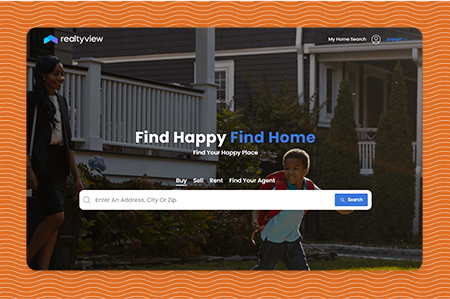 realtyview
My Home Search
Find Happy Find Home
Find Your Happy Place
Buy Sell Rent Find Your Agent
Enter An Address, City Or Zip
Search